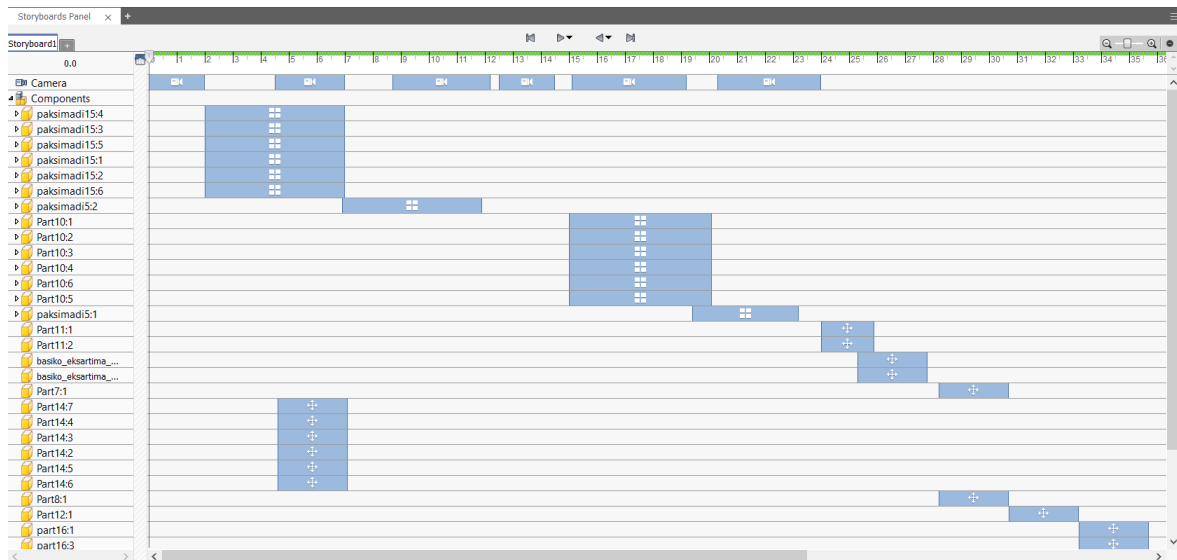 Storyboards Panel × +
Storyboard1 +
0.0
1 2 3 4 5 6 7 8 9 10 11 12 13 14 15 16 17 18 19 20 21 22 23 24 25 26 27 28 29 30 31 32 33 34 35 36
Camera
Components
paksimadi15:4
paksimadi15:3
paksimadi15:5
paksimadi15:1
paksimadi15:2
paksimadi15:6
paksimadi5:2
Part10:1
Part10:2
Part10:3
Part10:4
Part10:6
Part10:5
paksimadi5:1
Part11:1
Part11:2
basiko_eksartima_...
basiko_eksartima_...
Part7:1
Part14:7
Part14:4
Part14:3
Part14:2
Part14:5
Part14:6
Part8:1
Part12:1
part16:1
part16:3